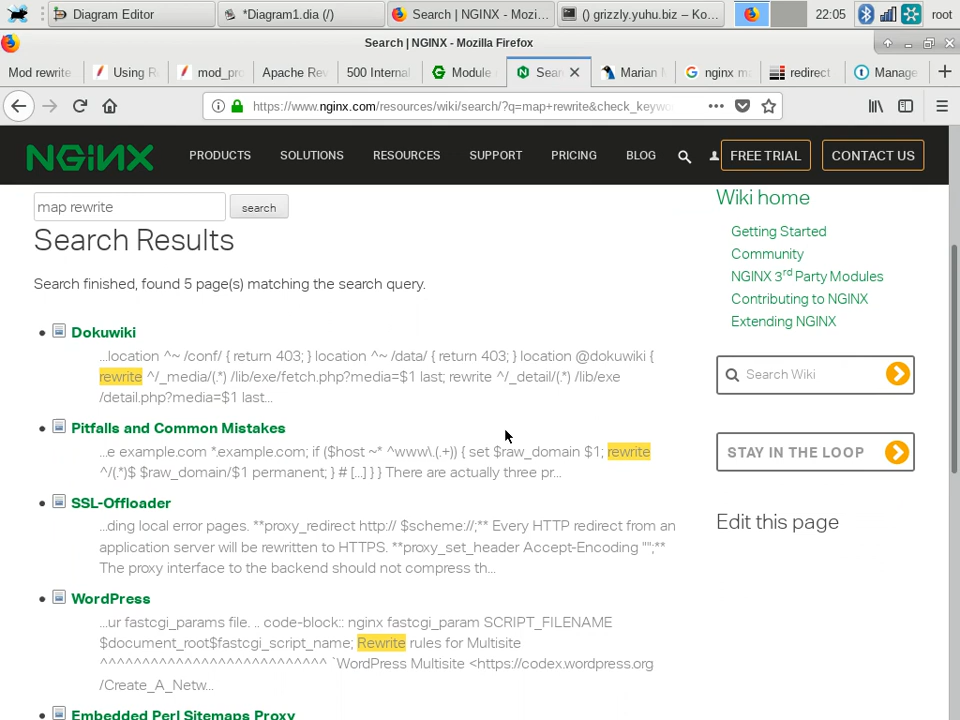 Diagram Editor
*Diagram1.dia (/)
Search | NGINX - Mozi...
() grizzly.yuhu.biz – Ko...
22:05
root
Search | NGINX - Mozilla Firefox
Mod rewrite
Using R
mod_pro
Apache Rev
500 Internal
Module
Sear
Marian M
nginx mo
redirect
Manage
https://www.nginx.com/resources/wiki/search/?q=map+rewrite&check_keywo
NGINX
PRODUCTS
SOLUTIONS
RESOURCES
SUPPORT
PRICING
BLOG
FREE TRIAL
CONTACT US
map rewrite
search
Search Results
Search finished, found 5 page(s) matching the search query.
Dokuwiki
...location ^~ /conf/ { return 403; } location ^~ /data/ { return 403; } location @dokuwiki {
rewrite ^/_media/(.*) /lib/exe/fetch.php?media=$1 last; rewrite ^/_detail/(.*) /lib/exe
/detail.php?media=$1 last...
Pitfalls and Common Mistakes
...e example.com *.example.com; if ($host ~* ^www\.(.+)) { set $raw_domain $1; rewrite
^/(.*)$ $raw_domain/$1 permanent; } # [...] } } There are actually three pr...
SSL-Offloader
...ding local error pages. **proxy_redirect http:// $scheme://;** Every HTTP redirect from an
application server will be rewritten to HTTPS. **proxy_set_header Accept-Encoding "";**
The proxy interface to the backend should not compress th...
WordPress
...ur fastcgi_params file. .. code-block:: nginx fastcgi_param SCRIPT_FILENAME
$document_root$fastcgi_script_name; Rewrite rules for Multisite
^^^^^^^^^^^^^^^^^^^^^^^^^^^ `WordPress Multisite <https://codex.wordpress.org
/Create_A_Netw...
Embedded Perl Sitemaps Proxy
Wiki home
Getting Started
Community
NGINX 3rd Party Modules
Contributing to NGINX
Extending NGINX
Search Wiki
STAY IN THE LOOP
Edit this page